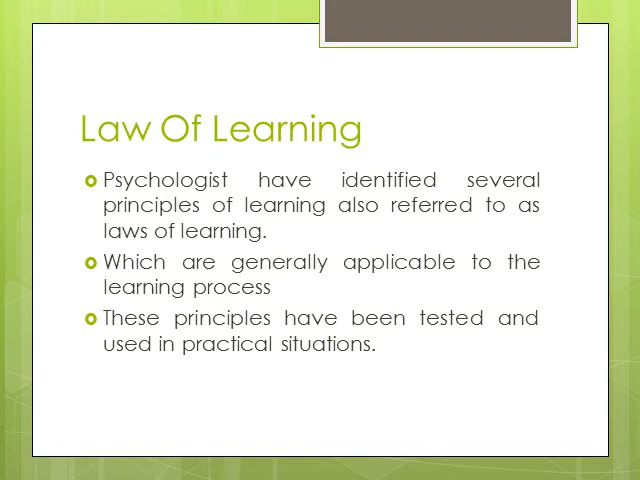 Law Of Learning
Psychologist have identified several
principles of learning also referred to as
laws of learning.
Which are generally applicable to the
learning process
These principles have been tested and
used in practical situations.